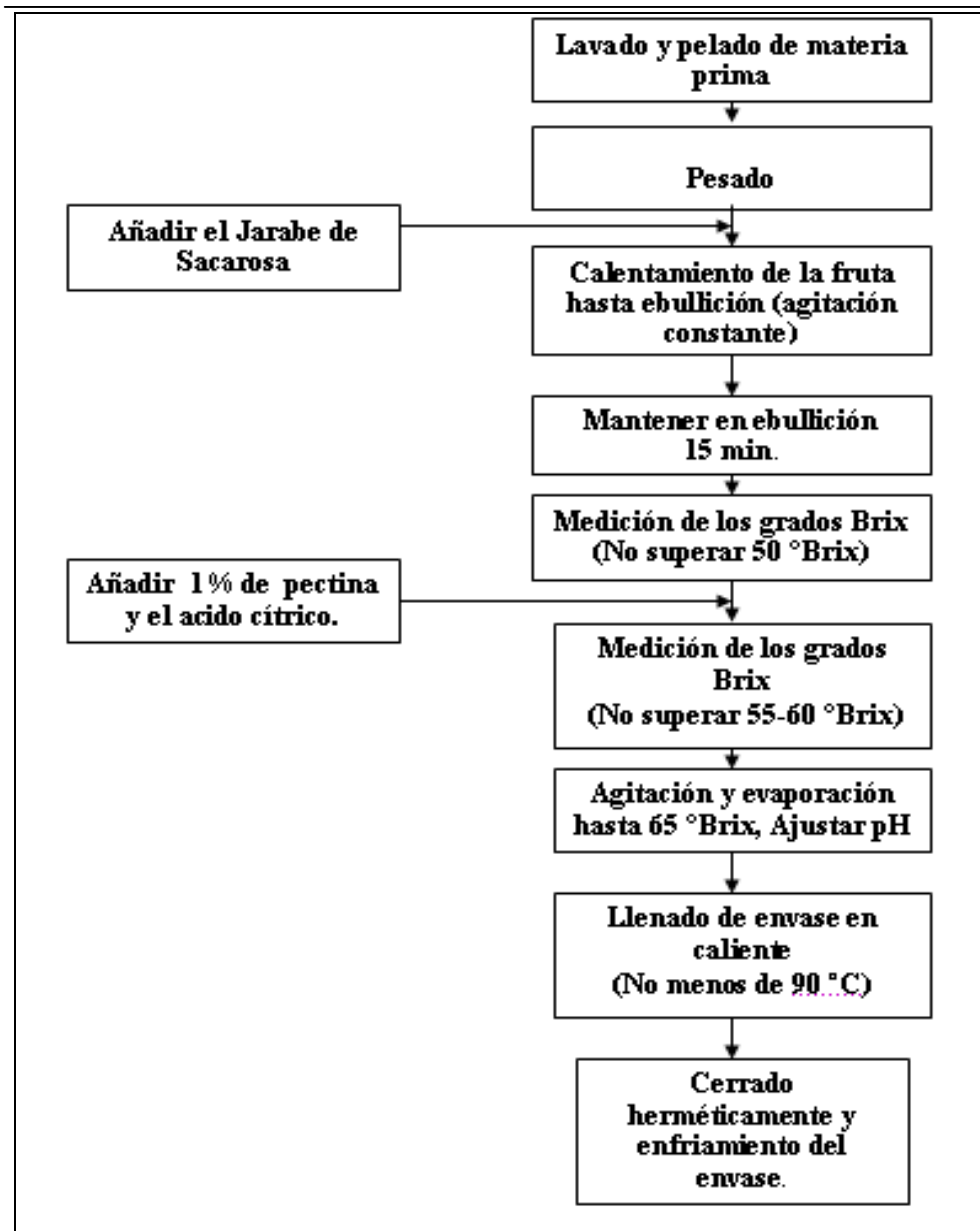 Lavado y pelado de materia
prima
Pesado
Añadir el Jarabe de
Sacarosa
Calentamiento de la fruta
hasta ebullición (agitación
constante)
Mantener en ebullición
15 min.
Medición de los grados Brix
(No superar 50 °Brix)
Añadir 1% de pectina
y el acido cítrico.
Medición de los grados
Brix
(No superar 55-60 °Brix)
Agitación y evaporación
hasta 65 °Brix, Ajustar pH
Llenado de envase en
caliente
(No menos de 90 °C)
Cerrado
herméticamente y
enfriamiento del
envase.